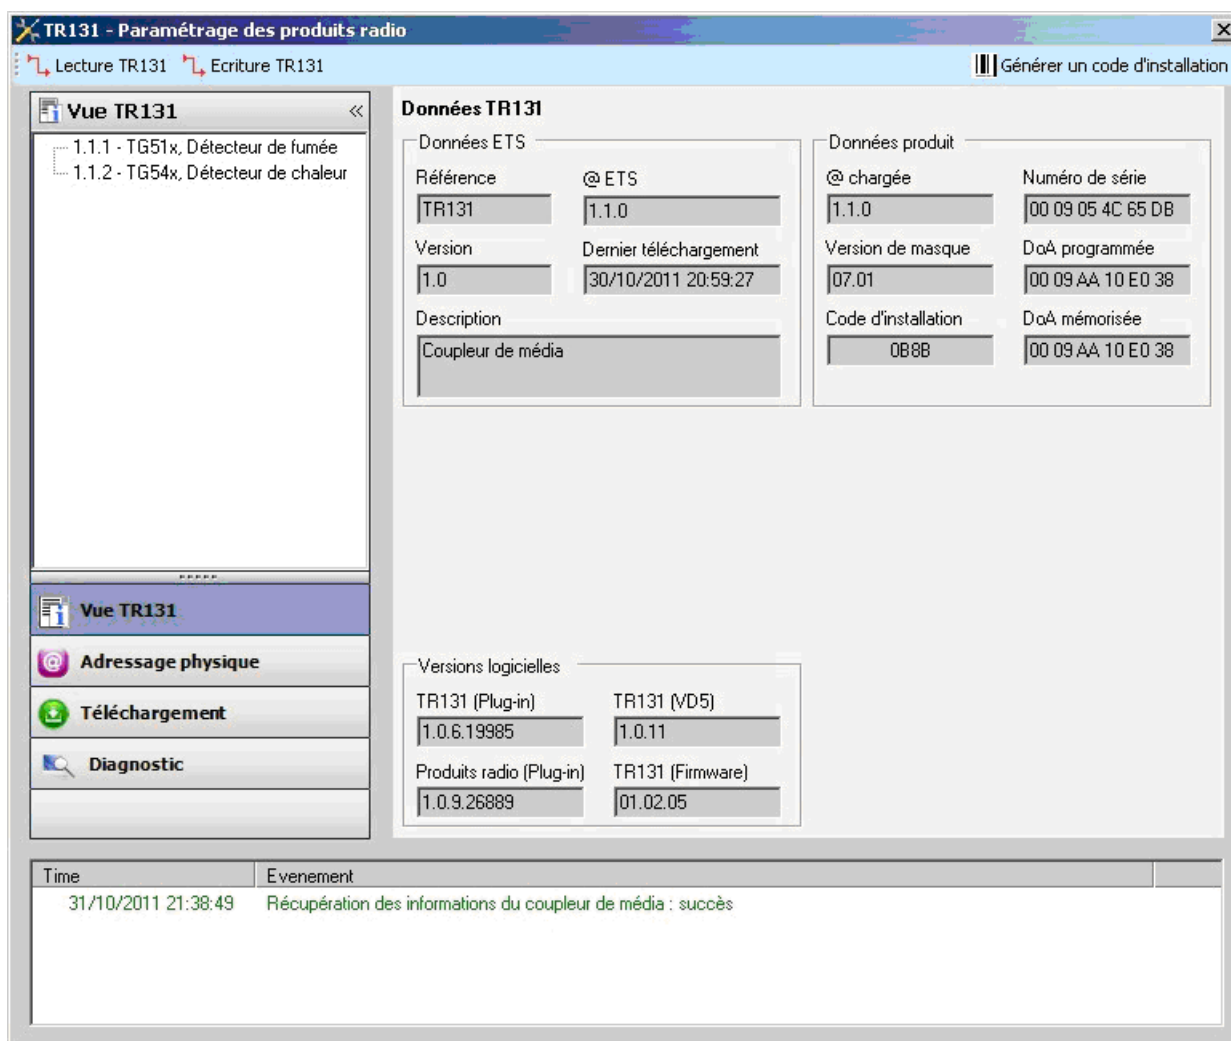 TR131 - Paramétrage des produits radio
Lecture TR131 Ecriture TR131 Générer un code d'installation
Vue TR131 «
1.1.1 - TG51x, Détecteur de fumée
1.1.2 - TG54x, Détecteur de chaleur
Vue TR131
Adressage physique
Téléchargement
Diagnostic
Données TR131
Données ETS
Référence @ ETS
TR131 1.1.0
Version Dernier téléchargement
1.0 30/10/2011 20:59:27
Description
Coupleur de média
Données produit
@ chargée Numéro de série
1.1.0 00 09 05 4C 65 DB
Version de masque DoA programmée
07.01 00 09 AA 10 E0 38
Code d'installation DoA mémorisée
0B8B 00 09 AA 10 E0 38
Versions logicielles
TR131 (Plug-in) TR131 (VD5)
1.0.6.19985 1.0.11
Produits radio (Plug-in) TR131 (Firmware)
1.0.9.26889 01.02.05
Time Evenement
31/10/2011 21:38:49 Récupération des informations du coupleur de média : succès